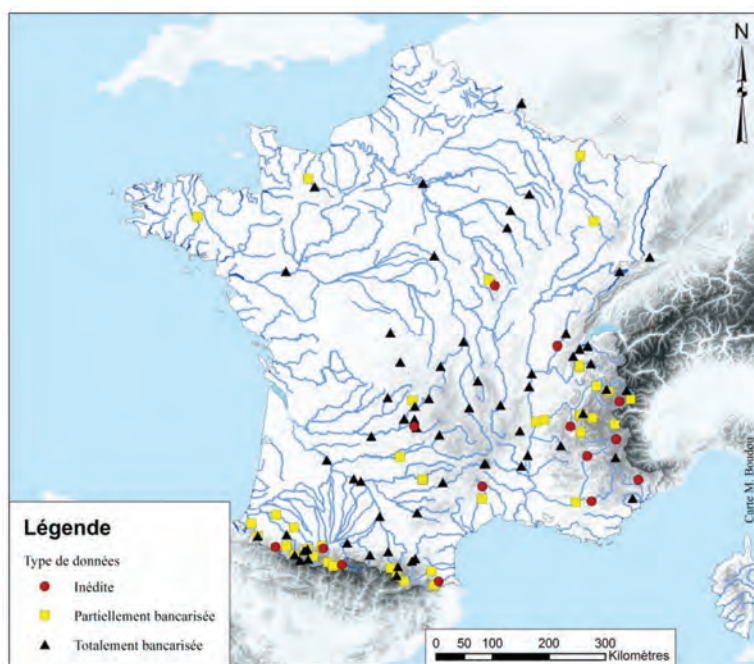 N
Carte M. Boudou
Légende
Type de données
Inédite
Partiellement bancarisée
Totalement bancarisée
0 50 100 200 300
Kilomètres